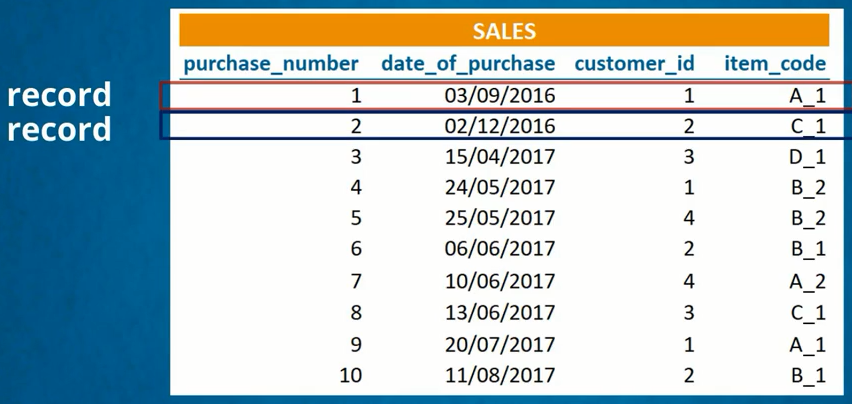 SALES
purchase_number date_of_purchase customer_id item_code
record 1 03/09/2016 1 A_1
record 2 02/12/2016 2 C_1
3 15/04/2017 3 D_1
4 24/05/2017 1 B_2
5 25/05/2017 4 B_2
6 06/06/2017 2 B_1
7 10/06/2017 4 A_2
8 13/06/2017 3 C_1
9 20/07/2017 1 A_1
10 11/08/2017 2 B_1